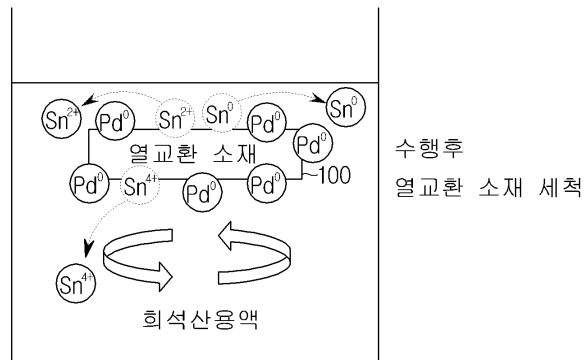 Sn²⁺ Pd⁰ Sn²⁺ Sn⁰ Pd⁰ Sn⁰
Pd⁰
열교환 소재
100
Pd⁰ Sn⁴⁺ Pd⁰ Pd⁰
Sn⁴⁺
희석산용액
수행후
열교환 소재 세척